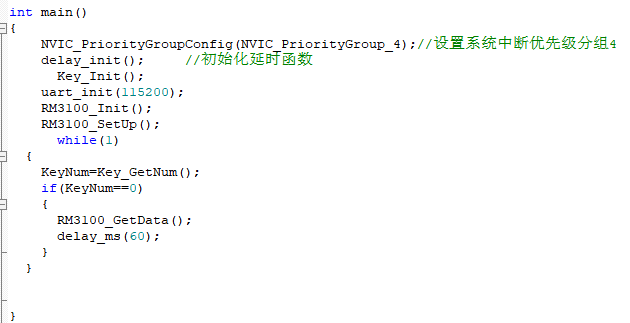 int main()
{
NVIC_PriorityGroupConfig(NVIC_PriorityGroup_4);//设置系统中断优先级分组4
delay_init();     //初始化延时函数
Key_Init();
uart_init(115200);
RM3100_Init();
RM3100_SetUp();
while(1)
{
KeyNum=Key_GetNum();
if(KeyNum==0)
{
RM3100_GetData();
delay_ms(60);
}
}
}